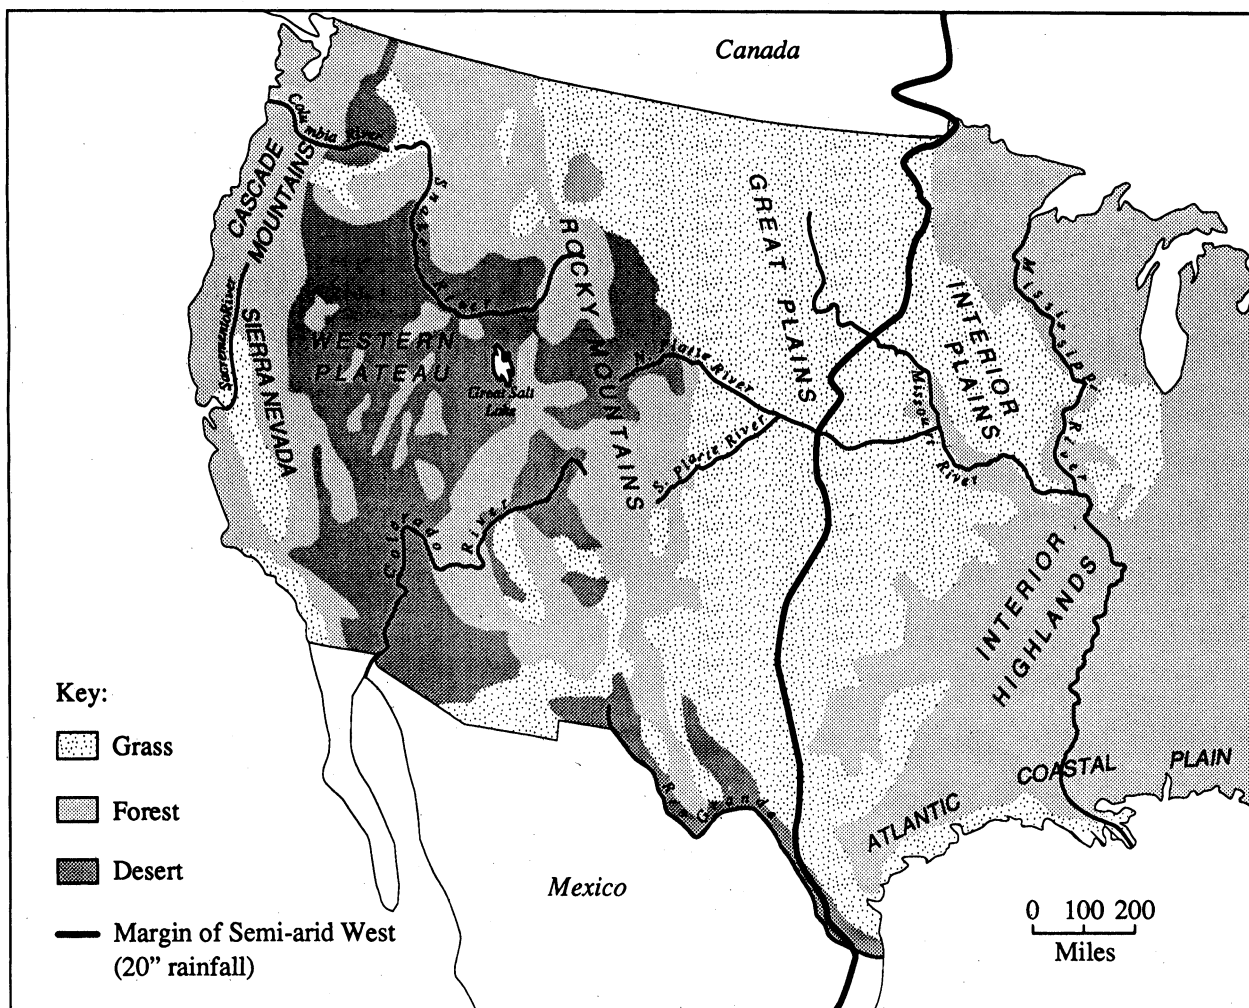 Canada
Columbia River
CASCADE
MOUNTAINS
Snake
River
ROCKY
MOUNTAINS
GREAT PLAINS
INTERIOR
PLAINS
Mississippi
River
Sacramento River
SIERRA NEVADA
WESTERN
PLATEAU
Great Salt
Lake
N. Platte River
S. Platte River
Missouri
River
Colorado
River
INTERIOR
HIGHLANDS
Rio Grande
ATLANTIC COASTAL PLAIN
Mexico
Key:
Grass
Forest
Desert
Margin of Semi-arid West
(20” rainfall)
0 100 200
Miles